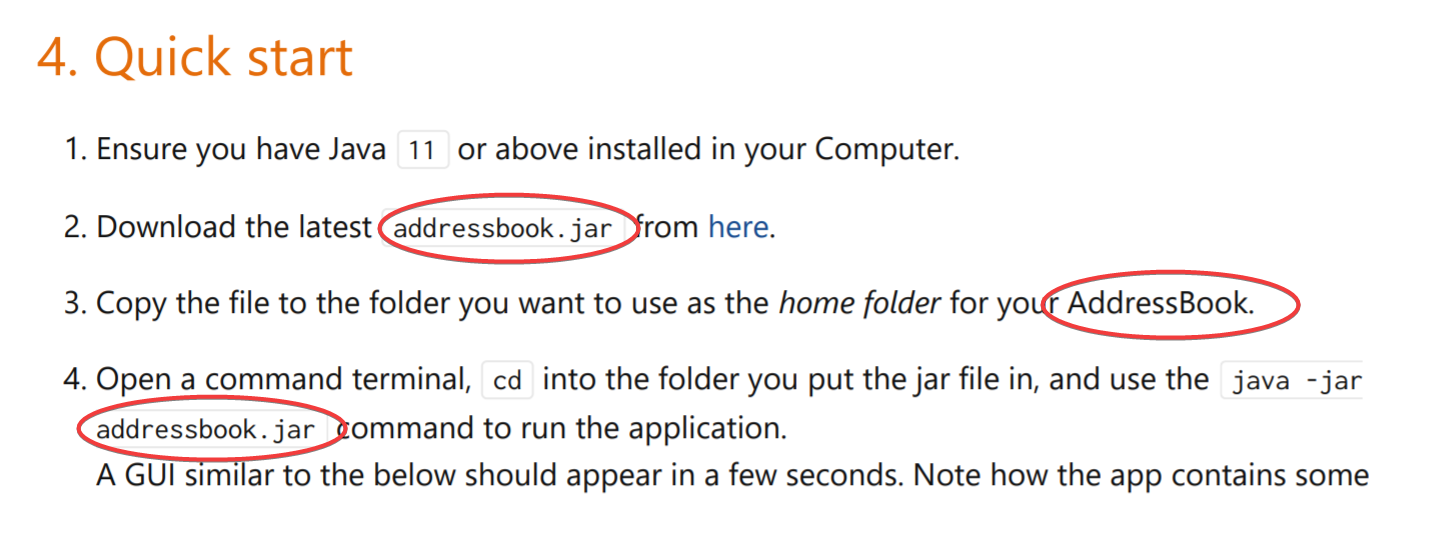 4. Quick start
1. Ensure you have Java 11 or above installed in your Computer.
2. Download the latest addressbook.jar from here.
3. Copy the file to the folder you want to use as the home folder for your AddressBook.
4. Open a command terminal, cd into the folder you put the jar file in, and use the java -jar
addressbook.jar command to run the application.
A GUI similar to the below should appear in a few seconds. Note how the app contains some